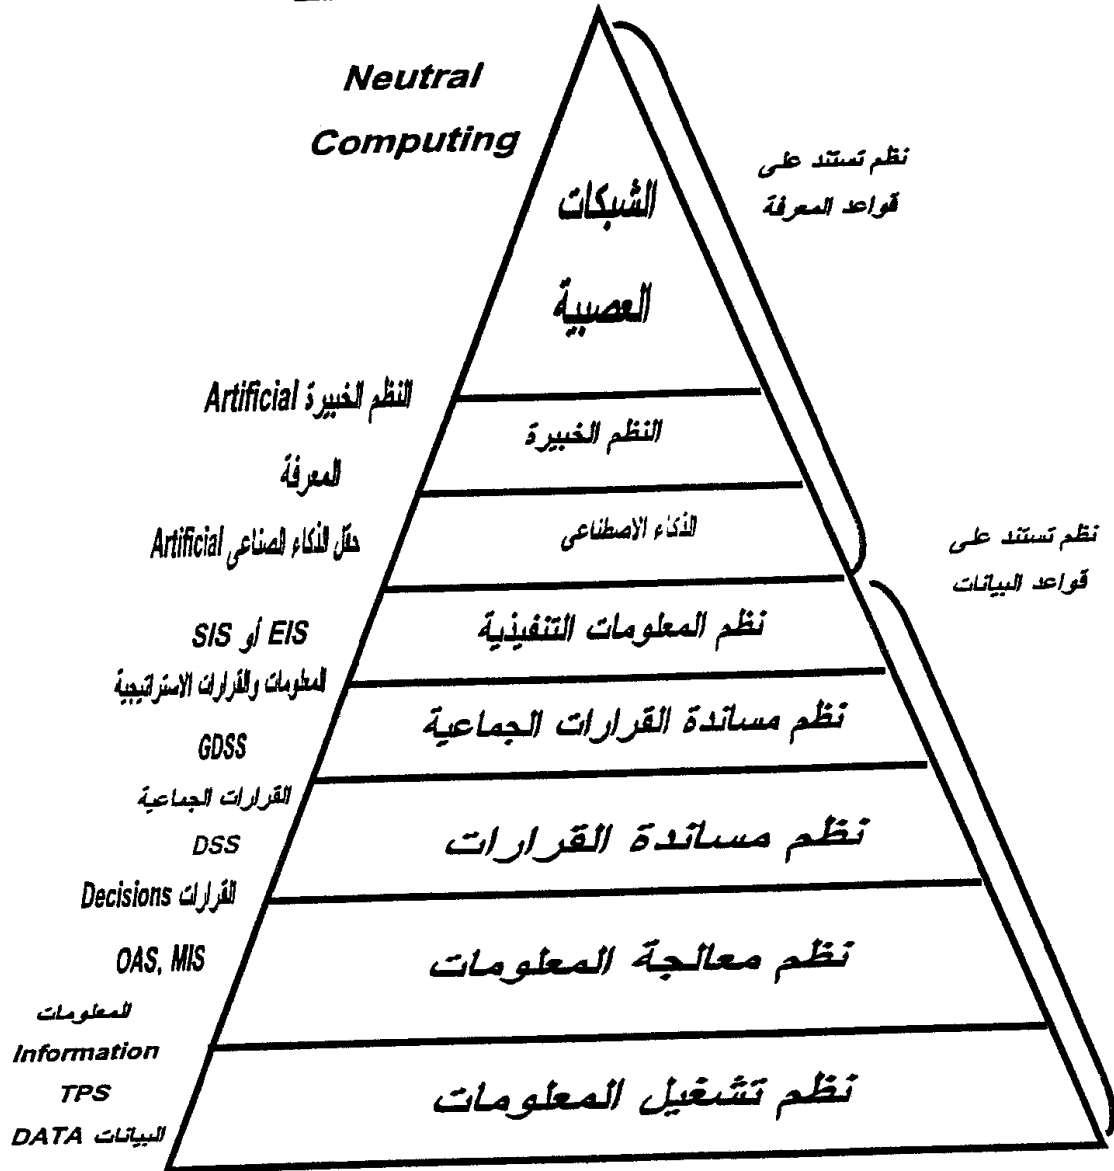 Neutral
Computing
نظم تستند على
قواعد المعرفة
الشبكات
العصبية
النظم الخبيرة Artificial
النظم الخبيرة
المعرفة
حقل الذكاء الصناعى Artificial
الذكاء الاصطناعى
نظم تستند على
قواعد البيانات
SIS أو EIS
نظم المعلومات التنفيذية
المعلومات والقرارات الاستراتيجية
GDSS
نظم مساندة القرارات الجماعية
القرارات الجماعية
DSS
نظم مساندة القرارات
القرارات Decisions
OAS, MIS
نظم معالجة المعلومات
المعلومات
Information
TPS
نظم تشغيل المعلومات
البيانات DATA